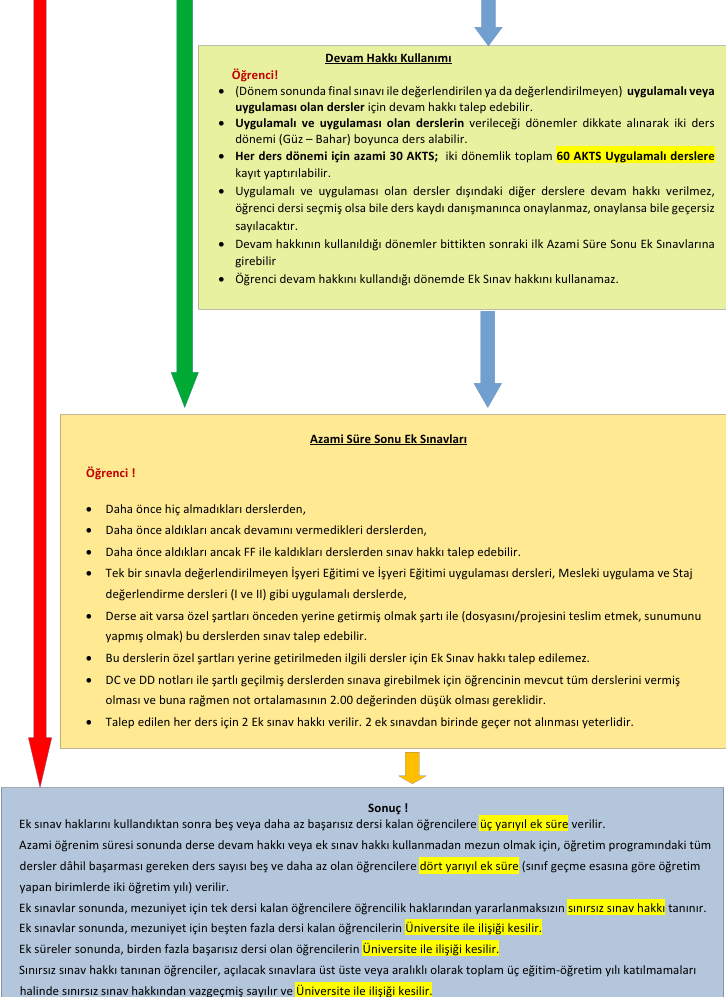 Devam Hakkı Kullanımı
Öğrenci!
• (Dönem sonunda final sınavı ile değerlendirilen ya da değerlendirilmeyen) uygulamalı veya
uygulaması olan dersler için devam hakkı talep edebilir.
• Uygulamalı ve uygulaması olan derslerin verileceği dönemler dikkate alınarak iki ders
dönemi (Güz – Bahar) boyunca ders alabilir.
• Her ders dönemi için azami 30 AKTS; iki dönemlik toplam 60 AKTS Uygulamalı derslere
kayıt yaptırılabilir.
• Uygulamalı ve uygulaması olan dersler dışındaki diğer derslere devam hakkı verilmez,
öğrenci dersi seçmiş olsa bile ders kaydı danışmanınca onaylanmaz, onaylansa bile geçersiz
sayılacaktır.
• Devam hakkının kullanıldığı dönemler bittikten sonraki ilk Azami Süre Sonu Ek Sınavlarına
girebilir
• Öğrenci devam hakkını kullandığı dönemde Ek Sınav hakkını kullanamaz.
Azami Süre Sonu Ek Sınavları
Öğrenci !
• Daha önce hiç almadıkları derslerden,
• Daha önce aldıkları ancak devamını vermedikleri derslerden,
• Daha önce aldıkları ancak FF ile kaldıkları derslerden sınav hakkı talep edebilir.
• Tek bir sınavla değerlendirilmeyen İşyeri Eğitimi ve İşyeri Eğitimi uygulaması dersleri, Mesleki uygulama ve Staj
değerlendirme dersleri (I ve II) gibi uygulamalı derslerde,
• Derse ait varsa özel şartları önceden yerine getirmiş olmak şartı ile (dosyasını/projesini teslim etmek, sunumunu
yapmış olmak) bu derslerden sınav talep edebilir.
• Bu derslerin özel şartları yerine getirilmeden ilgili dersler için Ek Sınav hakkı talep edilemez.
• DC ve DD notları ile şartlı geçilmiş derslerden sınava girebilmek için öğrencinin mevcut tüm derslerini vermiş
olması ve buna rağmen not ortalamasının 2.00 değerinden düşük olması gereklidir.
• Talep edilen her ders için 2 Ek sınav hakkı verilir. 2 ek sınavdan birinde geçer not alınması yeterlidir.
Sonuç !
Ek sınav haklarını kullandıktan sonra beş veya daha az başarısız dersi kalan öğrencilere üç yarıyıl ek süre verilir.
Azami öğrenim süresi sonunda derse devam hakkı veya ek sınav hakkı kullanmadan mezun olmak için, öğretim programındaki tüm
dersler dâhil başarması gereken ders sayısı beş ve daha az olan öğrencilere dört yarıyıl ek süre (sınıf geçme esasına göre öğretim
yapan birimlerde iki öğretim yılı) verilir.
Ek sınavlar sonunda, mezuniyet için tek dersi kalan öğrencilere öğrencilik haklarından yararlanmaksızın sınırsız sınav hakkı tanınır.
Ek sınavlar sonunda, mezuniyet için beşten fazla dersi kalan öğrencilerin Üniversite ile ilişiği kesilir.
Ek süreler sonunda, birden fazla başarısız dersi olan öğrencilerin Üniversite ile ilişiği kesilir.
Sınırsız sınav hakkı tanınan öğrenciler, açılacak sınavlara üst üste veya aralıklı olarak toplam üç eğitim-öğretim yılı katılmamaları
halinde sınırsız sınav hakkından vazgeçmiş sayılır ve Üniversite ile ilişiği kesilir.